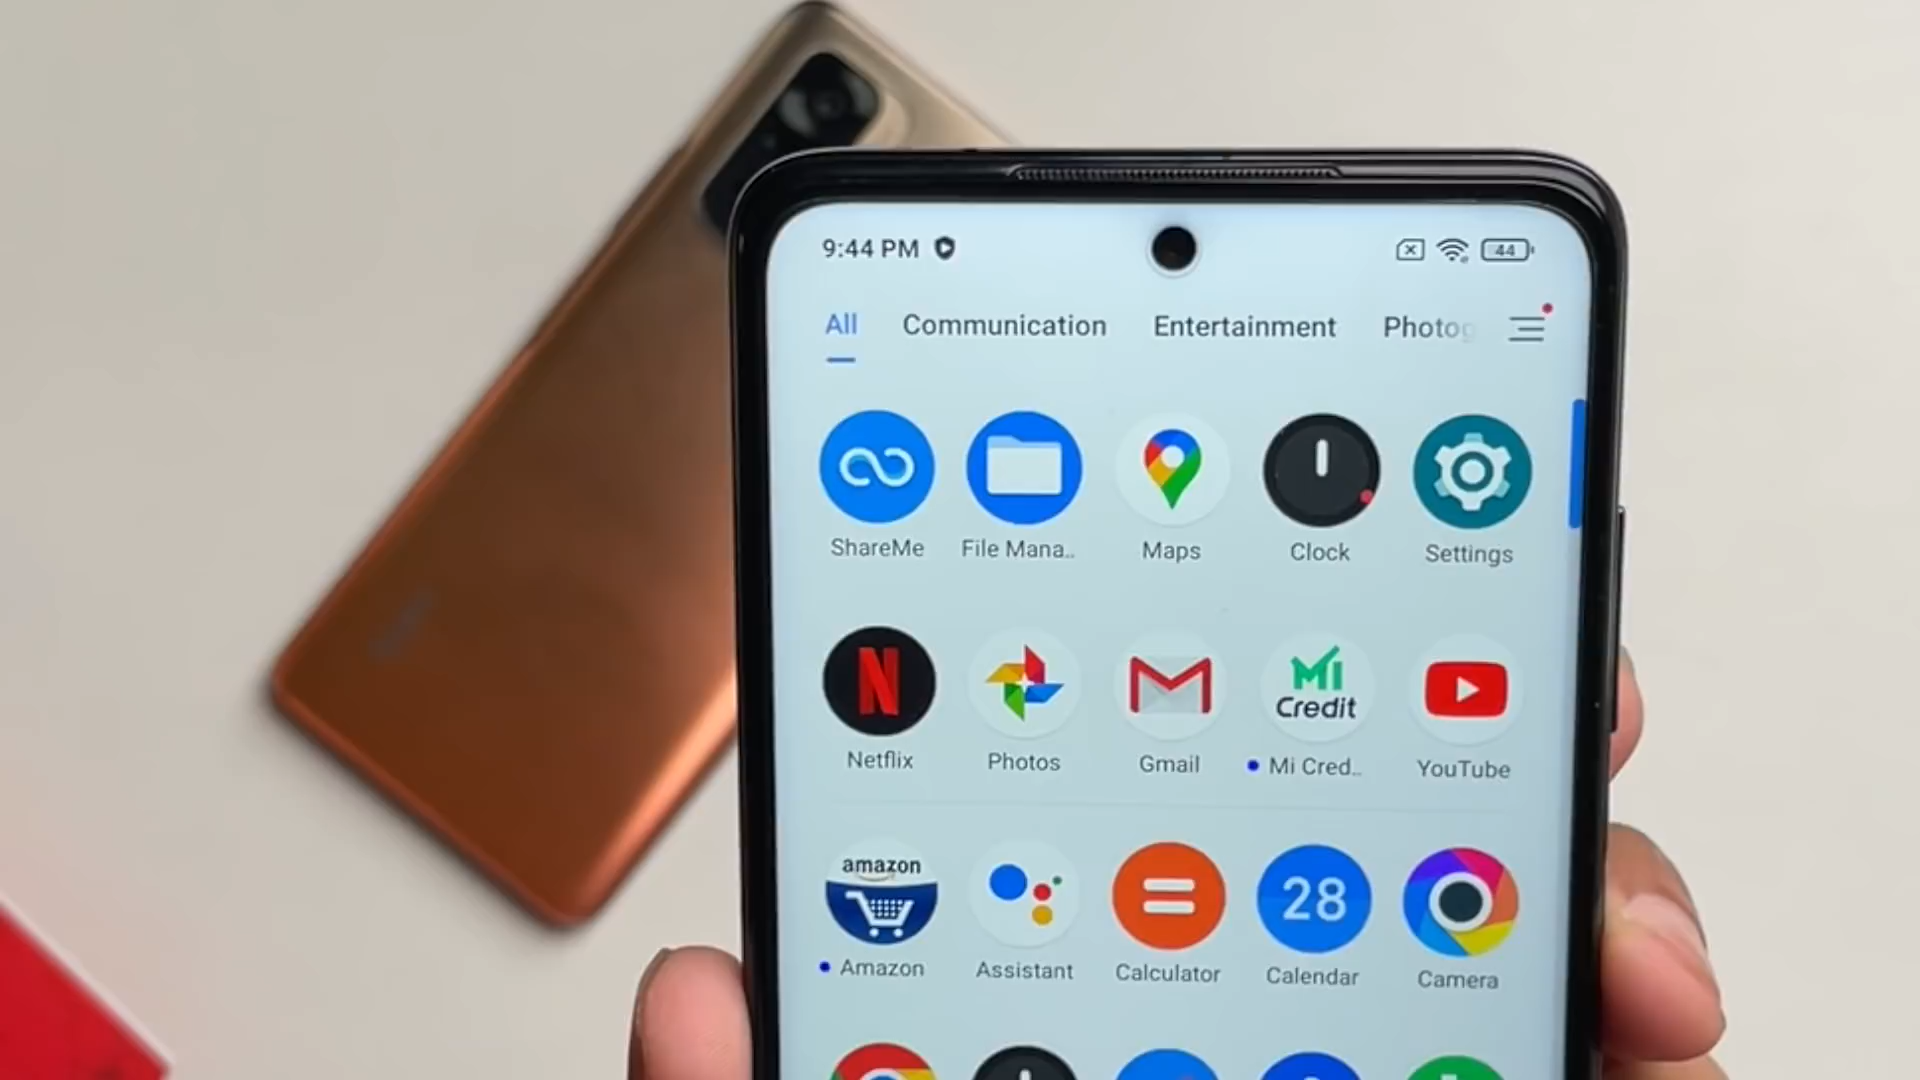 9:44 PM 44
All Communication Entertainment Photog
ShareMe File Mana.. Maps Clock Settings
N
Mi
Credit
Netflix Photos Gmail Mi Cred.. YouTube
amazon
28
Amazon Assistant Calculator Calendar Camera